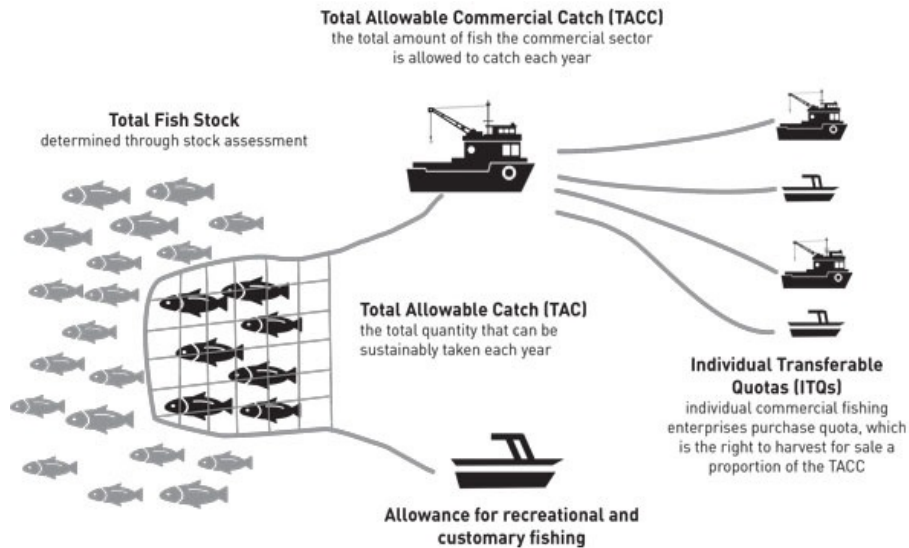 Total Allowable Commercial Catch (TACC)
the total amount of fish the commercial sector
is allowed to catch each year
Total Fish Stock
determined through stock assessment
Total Allowable Catch (TAC)
the total quantity that can be
sustainably taken each year
Individual Transferable
Quotas (ITQs)
individual commercial fishing
enterprises purchase quota, which
is the right to harvest for sale a
proportion of the TACC
Allowance for recreational and
customary fishing